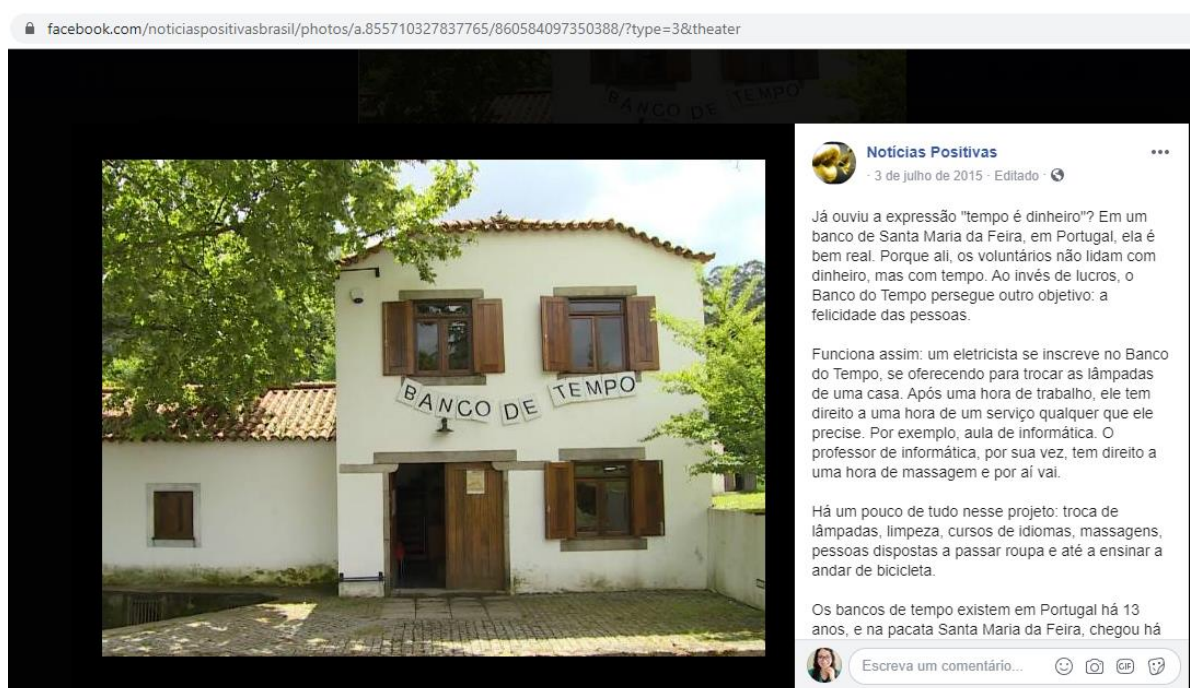 facebook.com/noticiaspositivasbrasil/photos/a.855710327837765/860584097350388/?type=3&theater
BANCO DE TEMPO
BANCO DE TEMPO
Notícias Positivas
· 3 de julho de 2015 · Editado ·
Já ouviu a expressão "tempo é dinheiro"? Em um
banco de Santa Maria da Feira, em Portugal, ela é
bem real. Porque ali, os voluntários não lidam com
dinheiro, mas com tempo. Ao invés de lucros, o
Banco do Tempo persegue outro objetivo: a
felicidade das pessoas.
Funciona assim: um eletricista se inscreve no Banco
do Tempo, se oferecendo para trocar as lâmpadas
de uma casa. Após uma hora de trabalho, ele tem
direito a uma hora de um serviço qualquer que ele
precise. Por exemplo, aula de informática. O
professor de informática, por sua vez, tem direito a
uma hora de massagem e por aí vai.
Há um pouco de tudo nesse projeto: troca de
lâmpadas, limpeza, cursos de idiomas, massagens,
pessoas dispostas a passar roupa e até a ensinar a
andar de bicicleta.
Os bancos de tempo existem em Portugal há 13
anos, e na pacata Santa Maria da Feira, chegou há
Escreva um comentário...
GIF